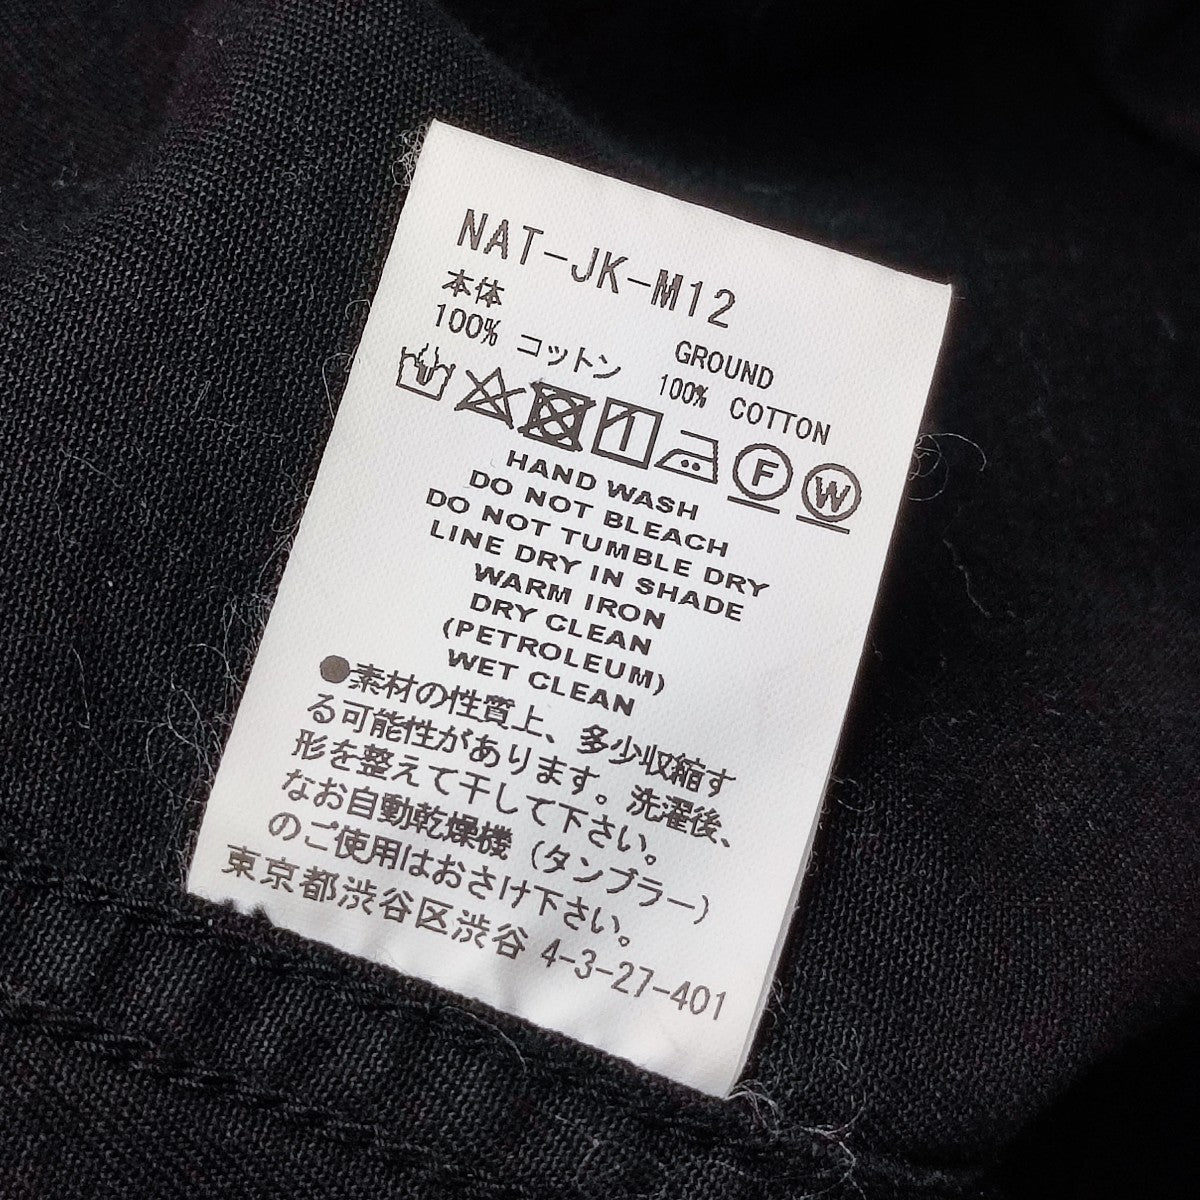 NAT-JK-M12
本体 GROUND
100% コットン 100% COTTON
F W
HAND WASH
DO NOT BLEACH
DO NOT TUMBLE DRY
LINE DRY IN SHADE
WARM IRON
DRY CLEAN
(PETROLEUM)
WET CLEAN
●素材の性質上、多少収縮す
る可能性があります。洗濯後、
形を整えて干して下さい。
なお自動乾燥機(タンブラー)
のご使用はおさけ下さい。
東京都渋谷区渋谷 4-3-27-401